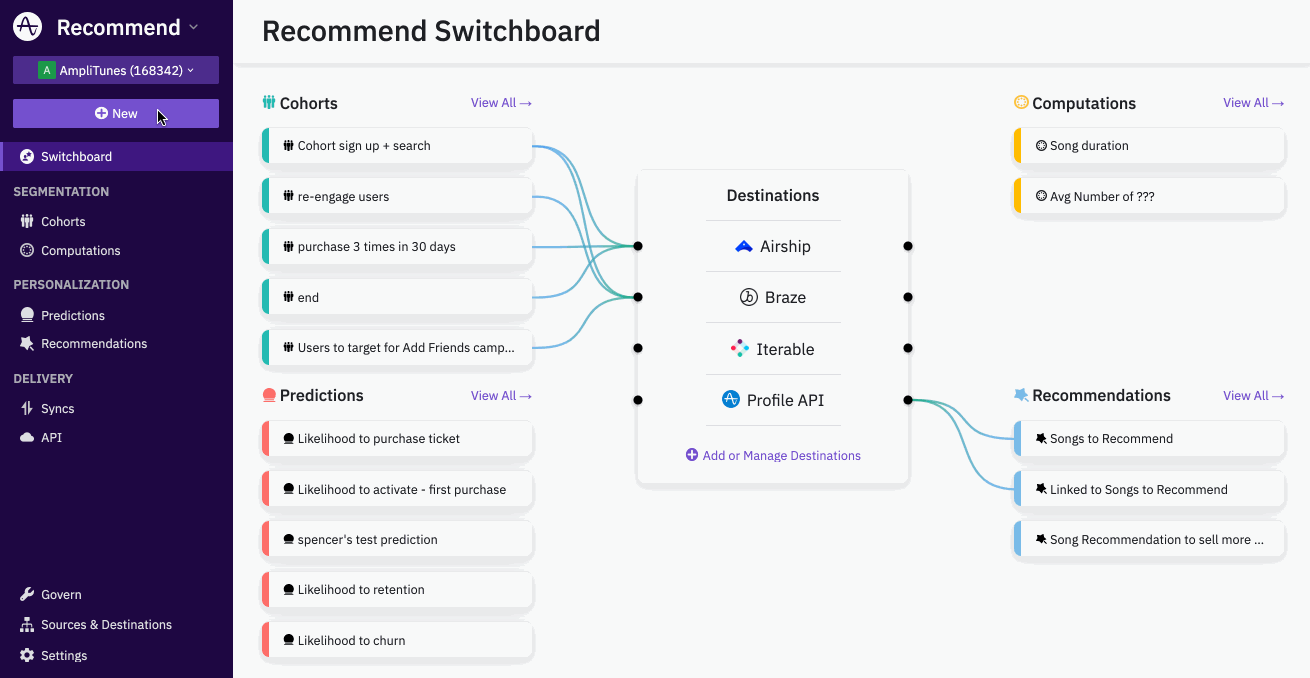 Recommend
A AmpliTunes (168342)
New
Switchboard
SEGMENTATION
Cohorts
Computations
PERSONALIZATION
Predictions
Recommendations
DELIVERY
Syncs
API
Govern
Sources & Destinations
Settings
Recommend Switchboard
Cohorts
View All →
Cohort sign up + search
re-engage users
purchase 3 times in 30 days
end
Users to target for Add Friends camp...
Predictions
View All →
Likelihood to purchase ticket
Likelihood to activate - first purchase
spencer's test prediction
Likelihood to retention
Likelihood to churn
Destinations
Airship
Braze
Iterable
Profile API
Add or Manage Destinations
Computations
View All →
Song duration
Avg Number of ???
Recommendations
View All →
Songs to Recommend
Linked to Songs to Recommend
Song Recommendation to sell more ...